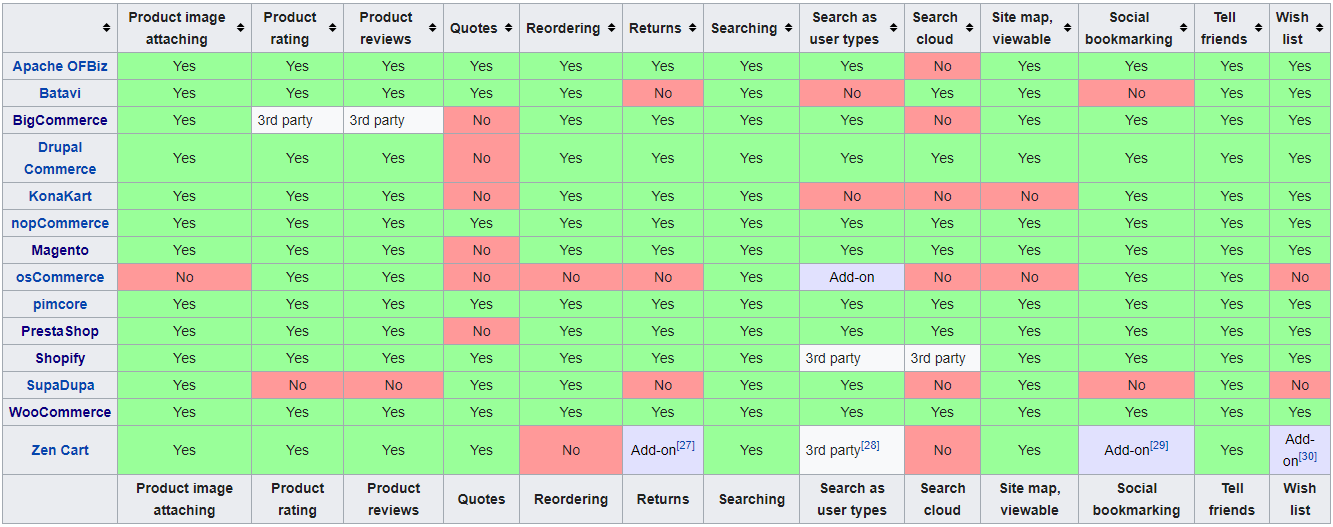 Product image attaching Product rating Product reviews Quotes Reordering Returns Searching Search as user types Search cloud Site map, viewable Social bookmarking Tell friends Wish list
Apache OFBiz Yes Yes Yes Yes Yes Yes Yes Yes No Yes Yes Yes Yes
Batavi Yes Yes Yes Yes Yes No Yes No Yes Yes No Yes Yes
BigCommerce Yes 3rd party 3rd party No Yes Yes Yes Yes No Yes Yes Yes Yes
Drupal Commerce Yes Yes Yes No Yes Yes Yes Yes Yes Yes Yes Yes Yes
KonaKart Yes Yes Yes No Yes Yes Yes No No No Yes Yes Yes
nopCommerce Yes Yes Yes Yes Yes Yes Yes Yes Yes Yes Yes Yes Yes
Magento Yes Yes Yes No Yes Yes Yes Yes Yes Yes Yes Yes Yes
osCommerce No Yes Yes No No No Yes Add-on No No Yes Yes No
pimcore Yes Yes Yes Yes Yes Yes Yes Yes Yes Yes Yes Yes Yes
PrestaShop Yes Yes Yes No Yes Yes Yes Yes Yes Yes Yes Yes Yes
Shopify Yes Yes Yes Yes Yes Yes Yes 3rd party 3rd party Yes Yes Yes Yes
SupaDupa Yes No No Yes Yes No Yes No No Yes No Yes No
WooCommerce Yes Yes Yes Yes Yes Yes Yes Yes Yes Yes Yes Yes Yes
Zen Cart Yes Yes Yes Yes No Add-on[27] Yes 3rd party[28] No Yes Add-on[29] Yes Add-on[30]
Product image attaching Product rating Product reviews Quotes Reordering Returns Searching Search as user types Search cloud Site map, viewable Social bookmarking Tell friends Wish list